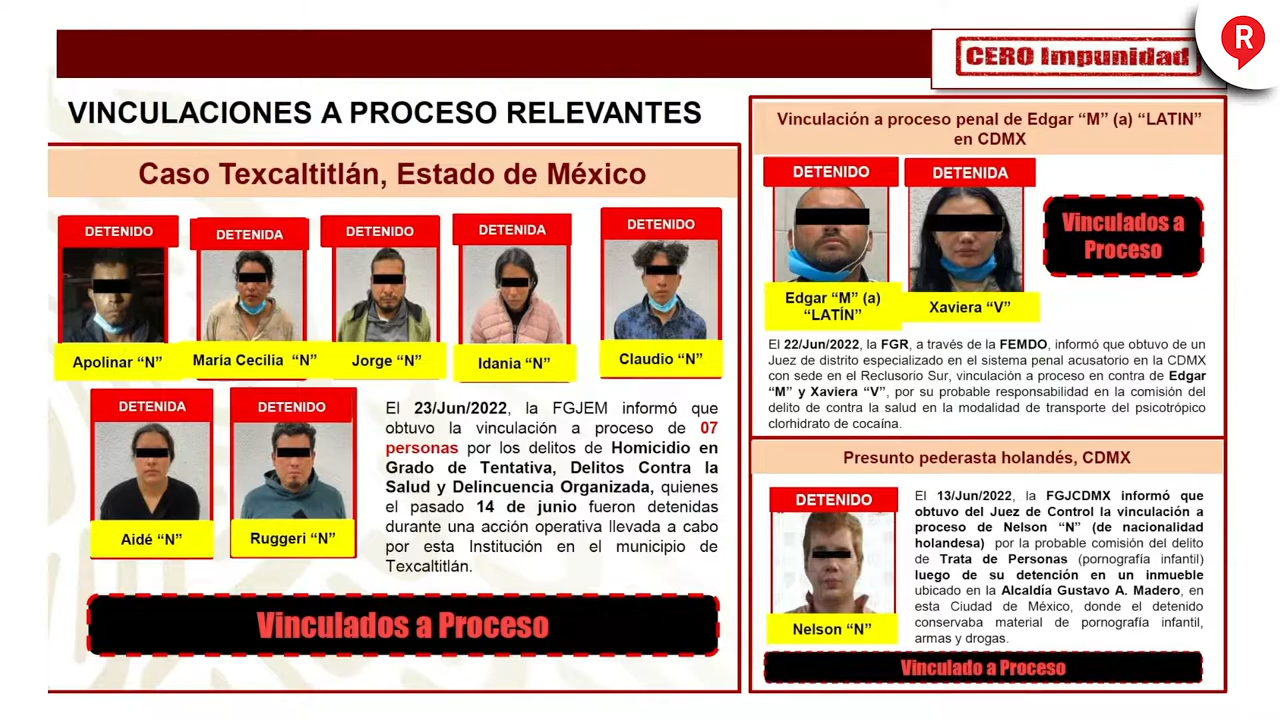 CERO Impunidad
R
VINCULACIONES A PROCESO RELEVANTES
Caso Texcaltitlán, Estado de México
DETENIDO
DETENIDA
DETENIDO
DETENIDA
DETENIDO
Apolinar “N”
María Cecilia “N”
Jorge “N”
Idania “N”
Claudio “N”
DETENIDA
DETENIDO
Aidé “N”
Ruggeri “N”
El 23/Jun/2022, la FGJEM informó que
obtuvo la vinculación a proceso de 07
personas por los delitos de Homicidio en
Grado de Tentativa, Delitos Contra la
Salud y Delincuencia Organizada, quienes
el pasado 14 de junio fueron detenidas
durante una acción operativa llevada a cabo
por esta Institución en el municipio de
Texcaltitlán.
Vinculados a Proceso
Vinculación a proceso penal de Edgar “M” (a) “LATIN”
en CDMX
DETENIDO
DETENIDA
Edgar “M” (a)
“LATÍN”
Xaviera “V”
Vinculados a
Proceso
El 22/Jun/2022, la FGR, a través de la FEMDO, informó que obtuvo de un
Juez de distrito especializado en el sistema penal acusatorio en la CDMX
con sede en el Reclusorio Sur, vinculación a proceso en contra de Edgar
“M” y Xaviera “V”, por su probable responsabilidad en la comisión del
delito de contra la salud en la modalidad de transporte del psicotrópico
clorhidrato de cocaína.
Presunto pederasta holandés, CDMX
DETENIDO
Nelson “N”
El 13/Jun/2022, la FGJCDMX informó que
obtuvo del Juez de Control la vinculación a
proceso de Nelson “N” (de nacionalidad
holandesa) por la probable comisión del delito
de Trata de Personas (pornografía infantil)
luego de su detención en un inmueble
ubicado en la Alcaldía Gustavo A. Madero, en
esta Ciudad de México, donde el detenido
conservaba material de pornografía infantil,
armas y drogas.
Vinculado a Proceso